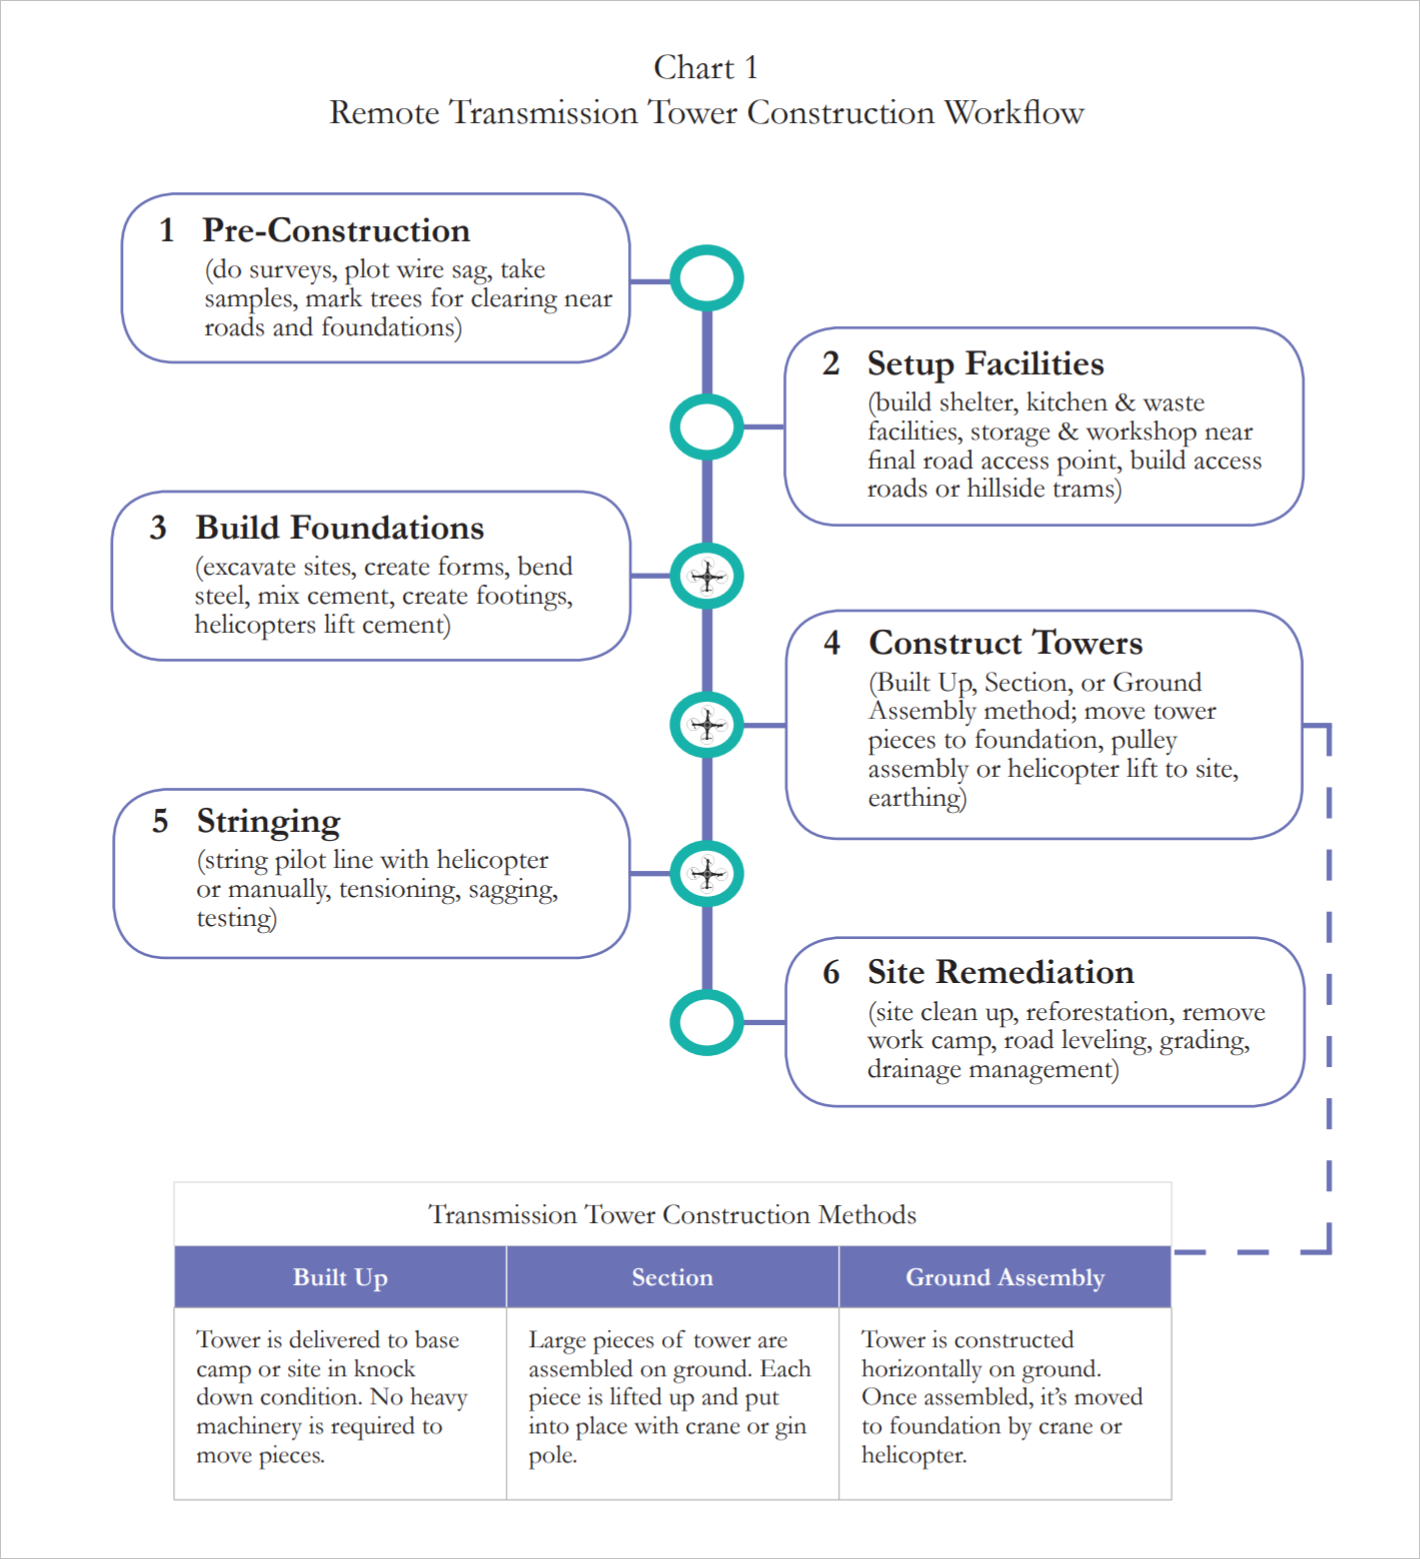 Chart 1
Remote Transmission Tower Construction Workflow
1 Pre-Construction
(do surveys, plot wire sag, take
samples, mark trees for clearing near
roads and foundations)
2 Setup Facilities
(build shelter, kitchen & waste
facilities, storage & workshop near
final road access point, build access
roads or hillside trams)
3 Build Foundations
(excavate sites, create forms, bend
steel, mix cement, create footings,
helicopters lift cement)
4 Construct Towers
(Built Up, Section, or Ground
Assembly method; move tower
pieces to foundation, pulley
assembly or helicopter lift to site,
earthing)
5 Stringing
(string pilot line with helicopter
or manually, tensioning, sagging,
testing)
6 Site Remediation
(site clean up, reforestation, remove
work camp, road leveling, grading,
drainage management)
Transmission Tower Construction Methods
Built Up
Tower is delivered to base
camp or site in knock
down condition. No heavy
machinery is required to
move pieces.
Section
Large pieces of tower are
assembled on ground. Each
piece is lifted up and put
into place with crane or gin
pole.
Ground Assembly
Tower is constructed
horizontally on ground.
Once assembled, it's moved
to foundation by crane or
helicopter.